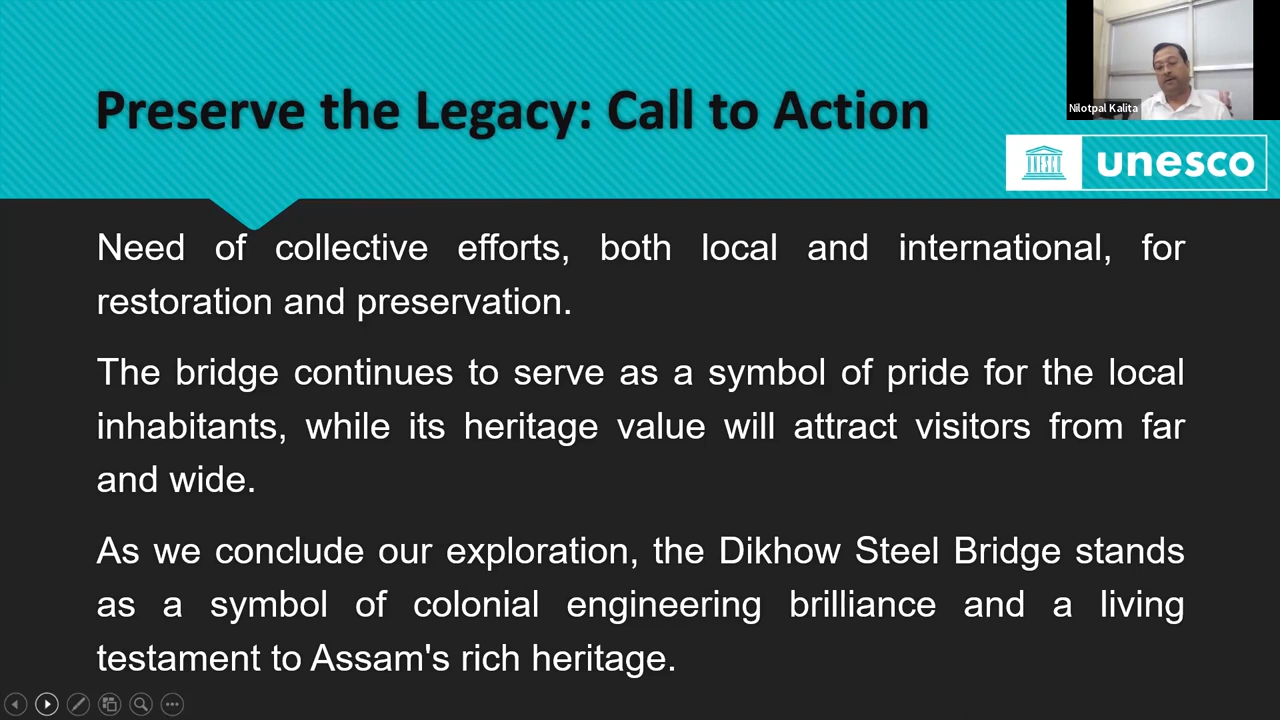 Preserve the Legacy: Call to Action
Nilotpal Kalita
UNESCO
unesco
Need of collective efforts, both local and international, for
restoration and preservation.
The bridge continues to serve as a symbol of pride for the local
inhabitants, while its heritage value will attract visitors from far
and wide.
As we conclude our exploration, the Dikhow Steel Bridge stands
as a symbol of colonial engineering brilliance and a living
testament to Assam's rich heritage.